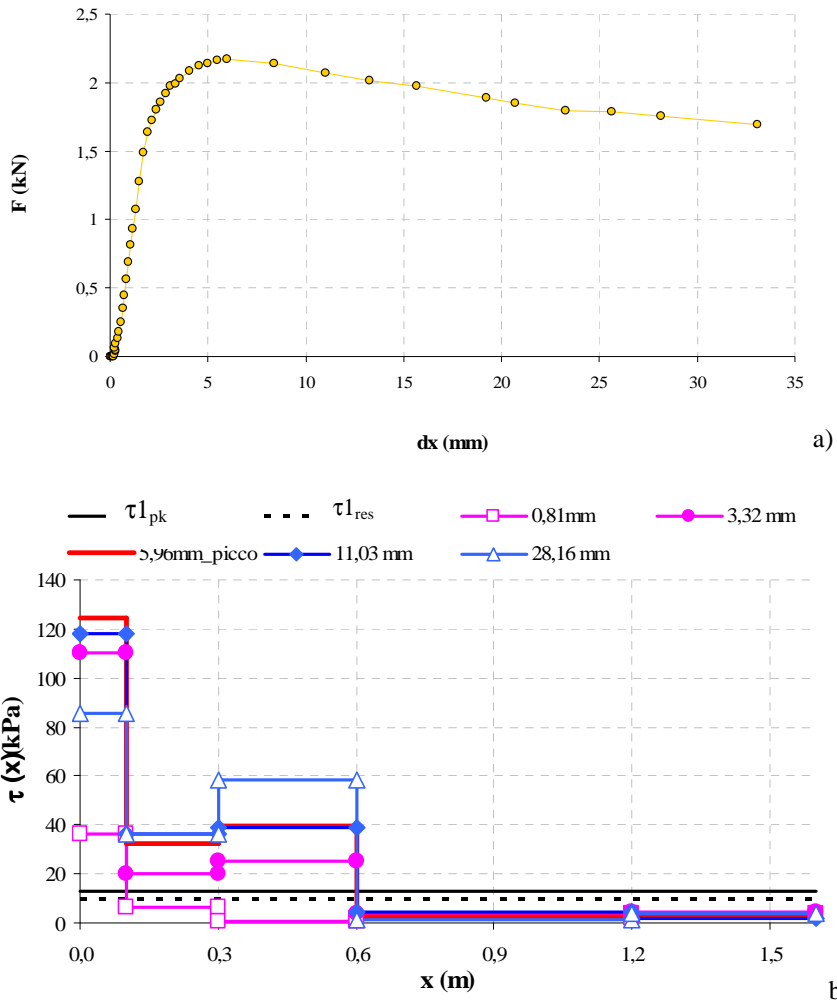 2,5
2
1,5
1
0,5
0
F (kN)
0 5 10 15 20 25 30 35
dx (mm)
a)
τ1pk τ1res 0,81mm 3,32 mm
5,96mm_picco 11,03 mm 28,16 mm
140
120
100
80
60
40
20
0
τ (x)(kPa)
0,0 0,3 0,6 0,9 1,2 1,5
x (m)
b